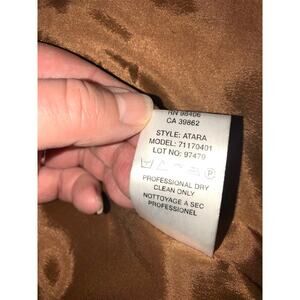 RN 98406
CA 39862
STYLE: ATARA
MODEL: 71170401
LOT NO: 97470
P
PROFESSIONAL DRY
CLEAN ONLY
NOTTOYAGE A SEC
PROFESSIONEL